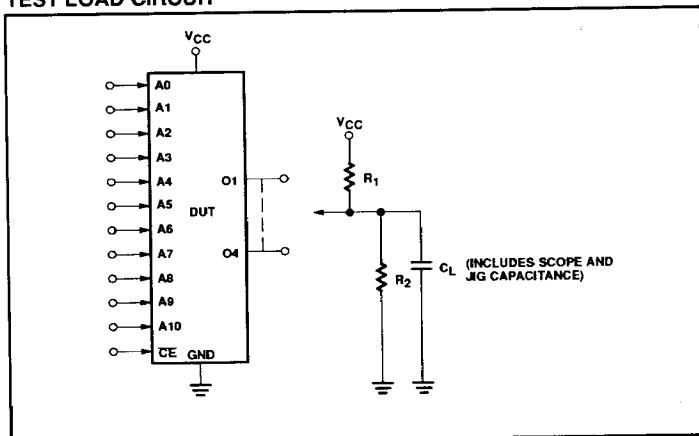 TEST LOAD CIRCUIT
VCC
A0
A1
A2
A3
A4
A5
A6
A7
A8
A9
A10
CE GND
DUT
O1
O4
VCC
R1
R2
CL (INCLUDES SCOPE AND
JIG CAPACITANCE)